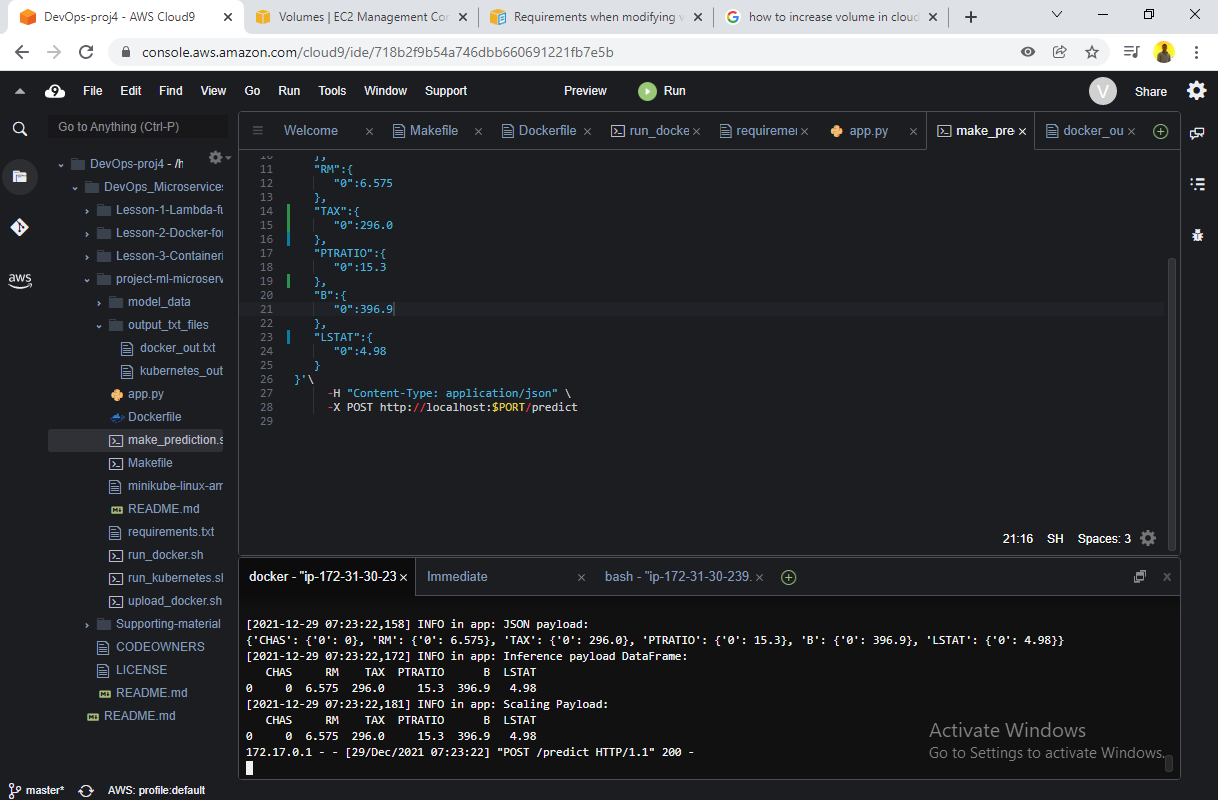 DevOps-proj4 - AWS Cloud9
Volumes | EC2 Management Con
Requirements when modifying v
how to increase volume in cloud
console.aws.amazon.com/cloud9/ide/718b2f9b54a746dbb660691221fb7e5b
9 File Edit Find View Go Run Tools Window Support Preview Run V Share
Go to Anything (Ctrl-P)
Welcome Makefile Dockerfile run_docke requiremen app.py make_pre docker_ou
aws
DevOps-proj4 - /h
DevOps_Microservices
Lesson-1-Lambda-fu
Lesson-2-Docker-for
Lesson-3-Containeri
project-ml-microserv
model_data
output_txt_files
docker_out.txt
kubernetes_out
app.py
Dockerfile
make_prediction.s
Makefile
minikube-linux-am
README.md
requirements.txt
run_docker.sh
run_kubernetes.sh
upload_docker.sh
Supporting-material
CODEOWNERS
LICENSE
README.md
README.md
10 },
11 "RM":{
12 "0":6.575
13 },
14 "TAX":{
15 "0":296.0
16 },
17 "PTRATIO":{
18 "0":15.3
19 },
20 "B":{
21 "0":396.9
22 },
23 "LSTAT":{
24 "0":4.98
25 }
26 }'\
27 -H "Content-Type: application/json" \
28 -X POST http://localhost:$PORT/predict
29
21:16 SH Spaces: 3
docker - "ip-172-31-30-23 Immediate bash - "ip-172-31-30-239.
[2021-12-29 07:23:22,158] INFO in app: JSON payload:
{'CHAS': {'0': 0}, 'RM': {'0': 6.575}, 'TAX': {'0': 296.0}, 'PTRATIO': {'0': 15.3}, 'B': {'0': 396.9}, 'LSTAT': {'0': 4.98}}
[2021-12-29 07:23:22,172] INFO in app: Inference payload DataFrame:
CHAS RM TAX PTRATIO B LSTAT
0 0 6.575 296.0 15.3 396.9 4.98
[2021-12-29 07:23:22,181] INFO in app: Scaling Payload:
CHAS RM TAX PTRATIO B LSTAT
0 0 6.575 296.0 15.3 396.9 4.98
172.17.0.1 - - [29/Dec/2021 07:23:22] "POST /predict HTTP/1.1" 200 -
Activate Windows
Go to Settings to activate Windows.
master* AWS: profile:default